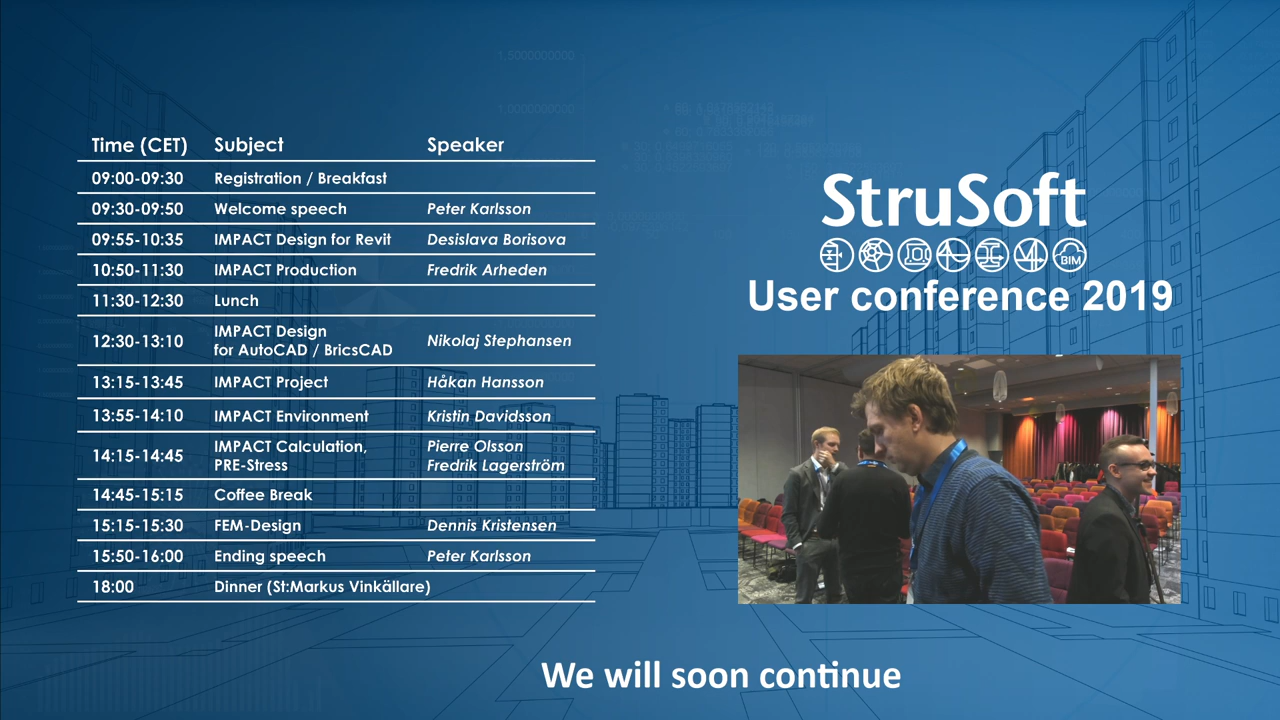 Time (CET) Subject Speaker
09:00-09:30 Registration / Breakfast
09:30-09:50 Welcome speech Peter Karlsson
09:55-10:35 IMPACT Design for Revit Desislava Borisova
10:50-11:30 IMPACT Production Fredrik Arheden
11:30-12:30 Lunch
12:30-13:10 IMPACT Design
for AutoCAD / BricsCAD Nikolaj Stephansen
13:15-13:45 IMPACT Project Håkan Hansson
13:55-14:10 IMPACT Environment Kristin Davidsson
14:15-14:45 IMPACT Calculation, Pierre Olsson
PRE-Stress Fredrik Lagerström
14:45-15:15 Coffee Break
15:15-15:30 FEM-Design Dennis Kristensen
15:50-16:00 Ending speech Peter Karlsson
18:00 Dinner (St:Markus Vinkällare)
StruSoft
BIM
User conference 2019
We will soon continue
1,5000000000
1,0000000000